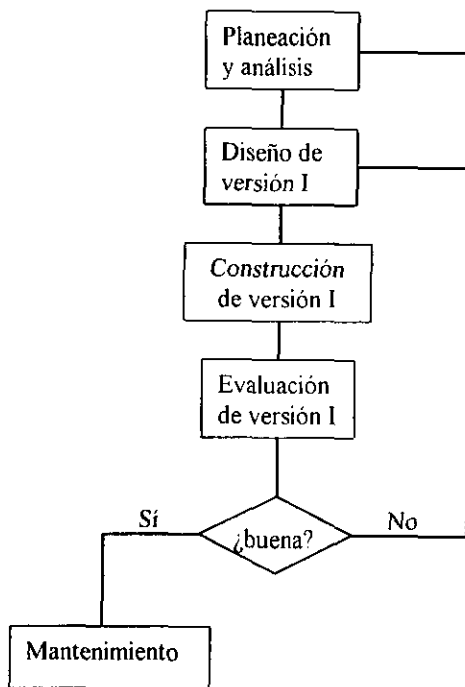 Planeación
y análisis
Diseño de
versión I
Construcción
de versión I
Evaluación
de versión I
Sí
¿buena?
No
Mantenimiento